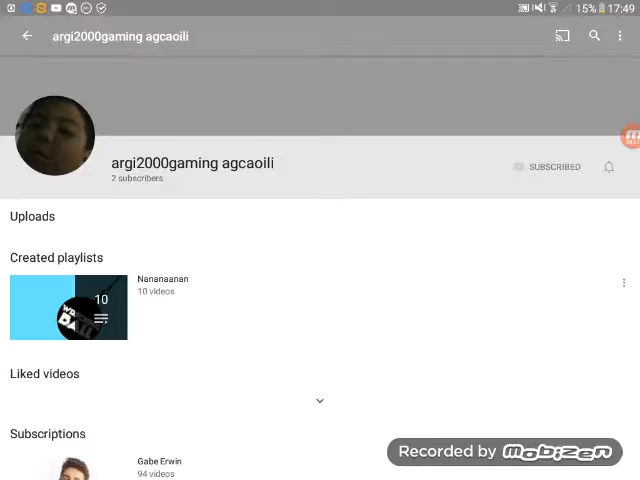 15% 17:49
argi2000gaming agcaoili
argi2000gaming agcaoili
2 subscribers
SUBSCRIBED
Uploads
Created playlists
Nananaanan
10 videos
10
Liked videos
Subscriptions
Gabe Erwin
94 videos
Recorded by mobizen